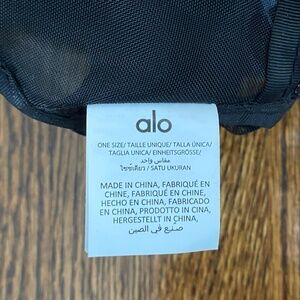 alo
ONE SIZE/ TAILLE UNIQUE/ TALLA ÚNICA/
TAGLIA UNICA/ EINHEITSGRÖSSE/
مقاس واحد
ไซซ์เดียว / SATU UKURAN
MADE IN CHINA, FABRIQUÉ EN
CHINE, FABRIQUÉ EN CHINE,
HECHO EN CHINA, FABRICADO
EN CHINA, PRODOTTO IN CINA,
HERGESTELLT IN CHINA,
صنع في الصين